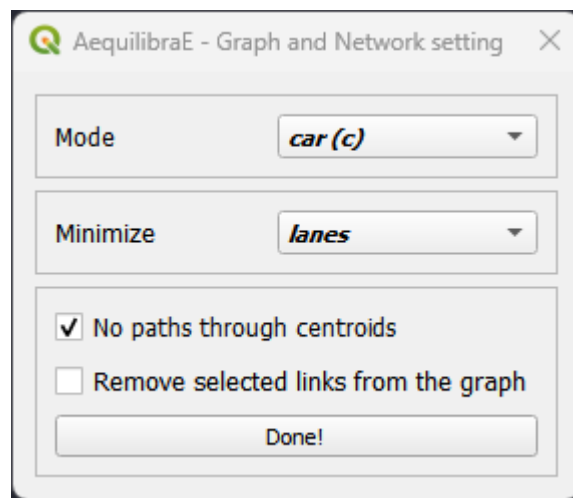 AequilibraE - Graph and Network setting
Mode car (c)
Minimize lanes
No paths through centroids
Remove selected links from the graph
Done!